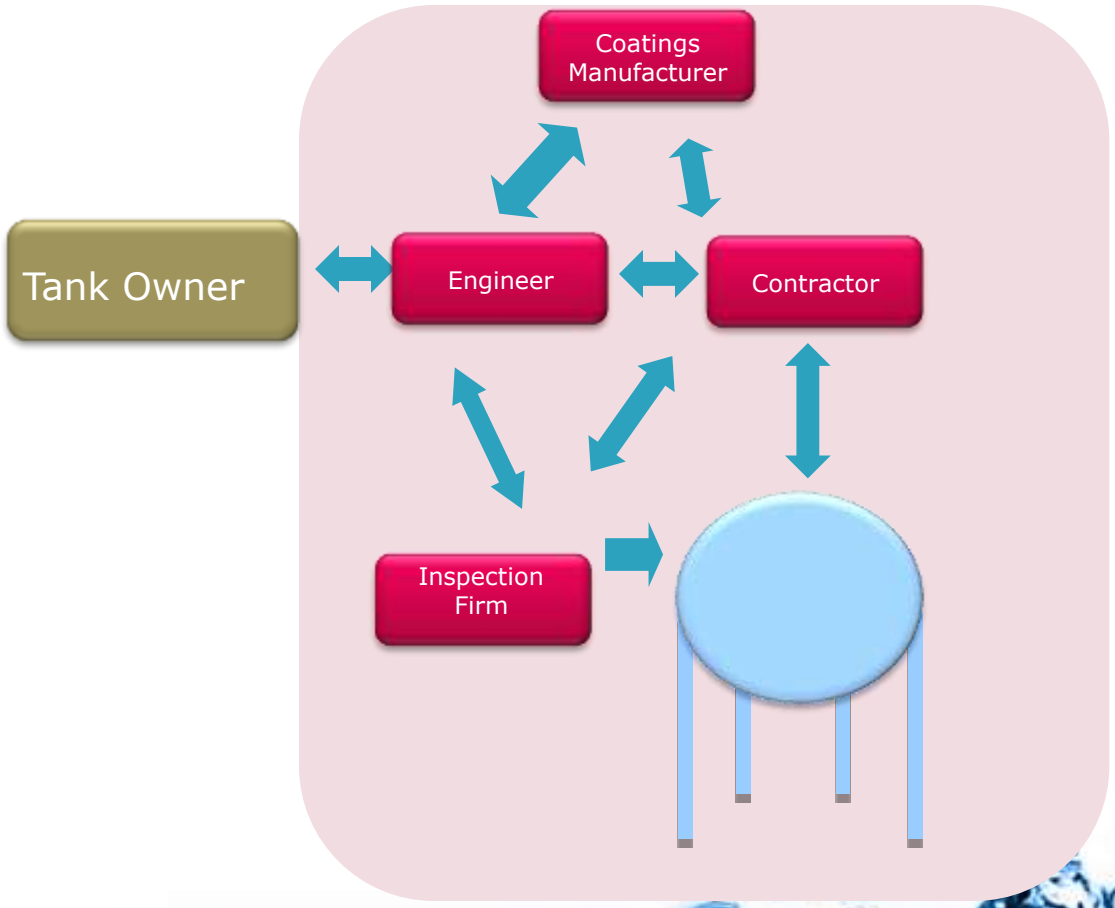 Coatings
Manufacturer
Tank Owner
Engineer
Contractor
Inspection
Firm